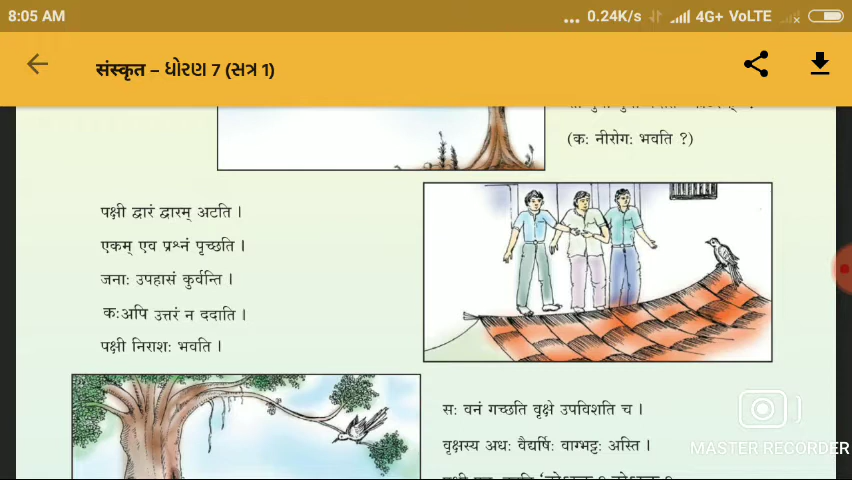 8:05 AM
... 0.24K/s 4G+ VoLTE
संस्कृत – ધોરણ 7 (સત્ર 1)
(कः नीरोगः भवति ?)
पक्षी द्वारं द्वारम् अटति ।
एकम् एव प्रश्नं पृच्छति ।
जनाः उपहासं कुर्वन्ति ।
कःअपि उत्तरं न ददाति ।
पक्षी निराशः भवति ।
सः वनं गच्छति वृक्षे उपविशति च ।
वृक्षस्य अधः वैद्यर्षिः वाग्भट्टः अस्ति ।
MASTER RECORDER